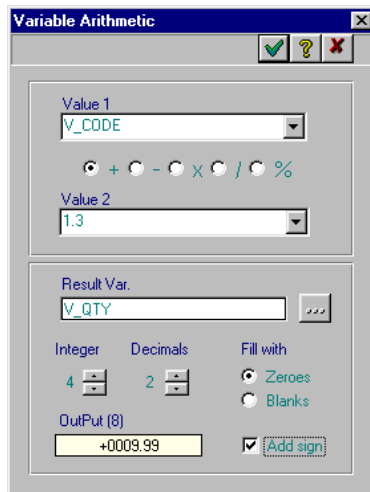 Variable Arithmetic
Value 1
V_CODE
+ - x / %
Value 2
1.3
Result Var.
V_QTY
...
Integer Decimals Fill with
4 2 Zeroes
Blanks
OutPut (8)
+0009.99 Add sign